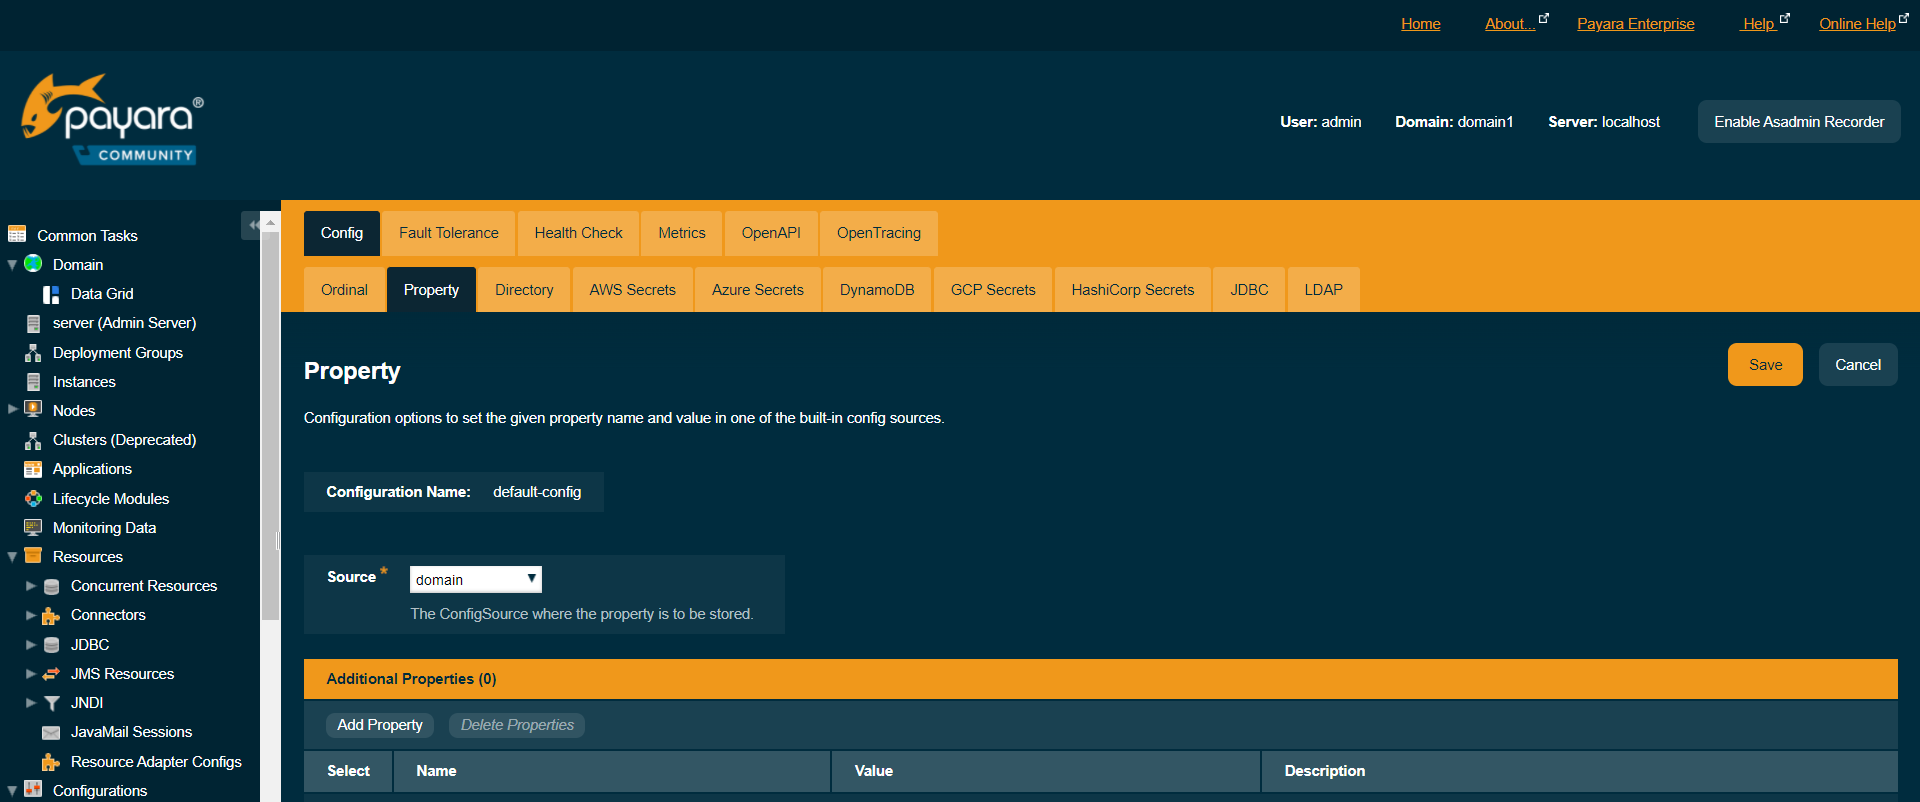 Home About... Payara Enterprise Help Online Help
payara®
COMMUNITY
User: admin Domain: domain1 Server: localhost Enable Asadmin Recorder
Common Tasks
Domain
Data Grid
server (Admin Server)
Deployment Groups
Instances
Nodes
Clusters (Deprecated)
Applications
Lifecycle Modules
Monitoring Data
Resources
Concurrent Resources
Connectors
JDBC
JMS Resources
JNDI
JavaMail Sessions
Resource Adapter Configs
Configurations
Config Fault Tolerance Health Check Metrics OpenAPI OpenTracing
Ordinal Property Directory AWS Secrets Azure Secrets DynamoDB GCP Secrets HashiCorp Secrets JDBC LDAP
Property
Save Cancel
Configuration options to set the given property name and value in one of the built-in config sources.
Configuration Name: default-config
Source * domain
The ConfigSource where the property is to be stored.
Additional Properties (0)
Add Property Delete Properties
Select Name Value Description